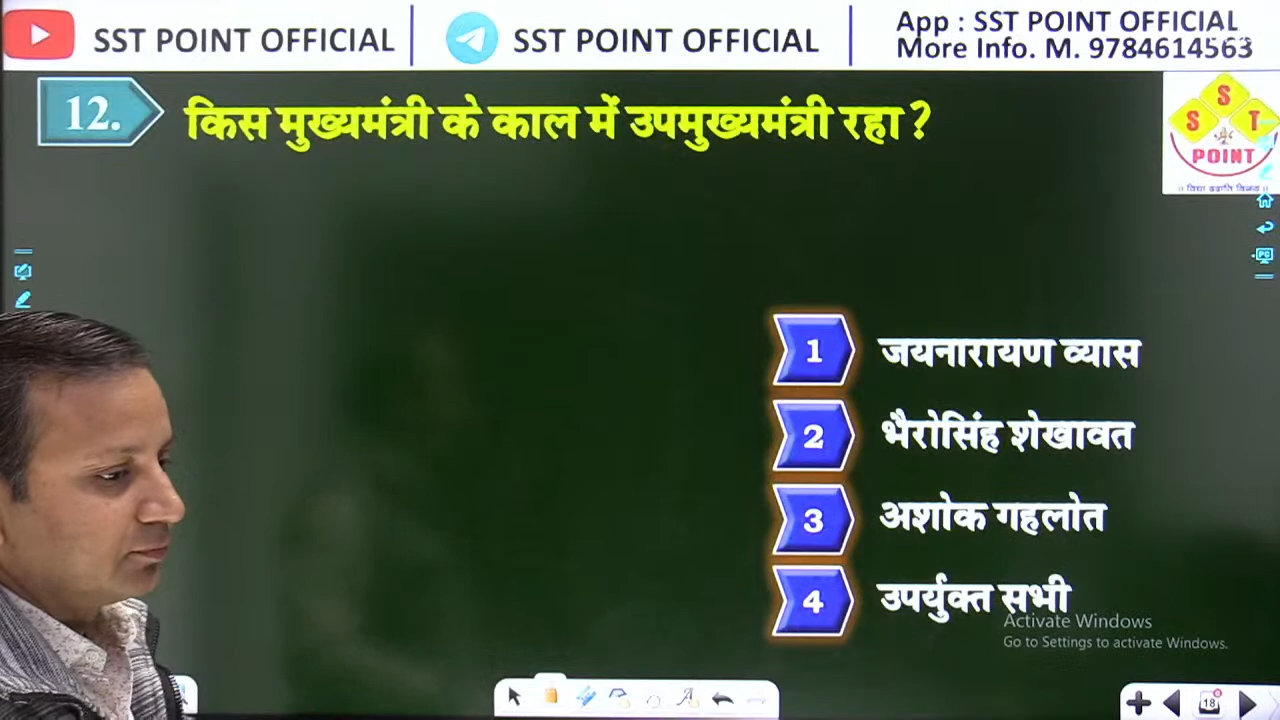 SST POINT OFFICIAL
SST POINT OFFICIAL
App : SST POINT OFFICIAL
More Info. M. 9784614563
12.
किस मुख्यमंत्री के काल में उपमुख्यमंत्री रहा ?
S
S T
POINT
।। विद्या ददाति विनयं ।।
1 जयनारायण व्यास
2 भैरोसिंह शेखावत
3 अशोक गहलोत
4 उपर्युक्त सभी
Activate Windows
Go to Settings to activate Windows.
18